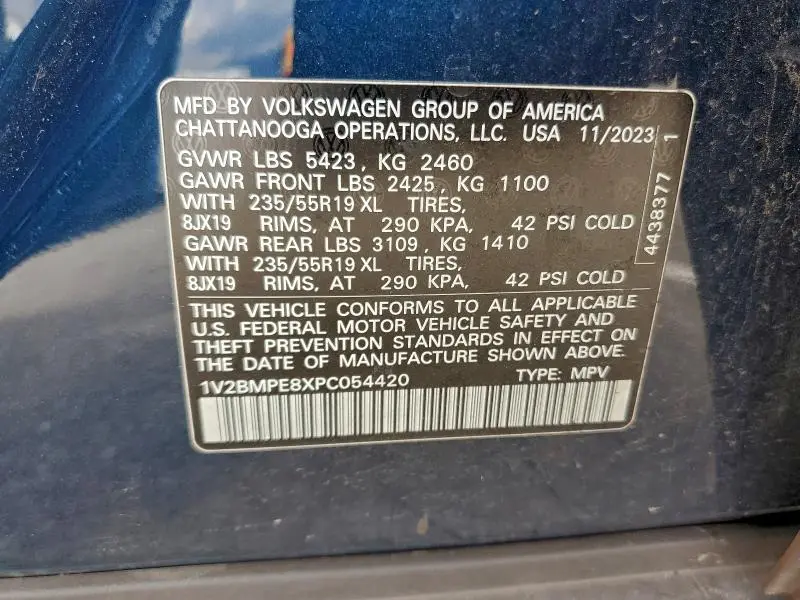 MFD BY VOLKSWAGEN GROUP OF AMERICA
CHATTANOOGA OPERATIONS, LLC. USA 11/2023
GVWR LBS 5423, KG 2460
GAWR FRONT LBS 2425, KG 1100
WITH 235/55R19 XL TIRES,
8JX19 RIMS, AT 290 KPA, 42 PSI COLD
GAWR REAR LBS 3109, KG 1410
WITH 235/55R19 XL TIRES,
8JX19 RIMS, AT 290 KPA, 42 PSI COLD
THIS VEHICLE CONFORMS TO ALL APPLICABLE
U.S. FEDERAL MOTOR VEHICLE SAFETY AND
THEFT PREVENTION STANDARDS IN EFFECT ON
THE DATE OF MANUFACTURE SHOWN ABOVE.
1V2BMPE8XPC054420 TYPE: MPV
4438377 1